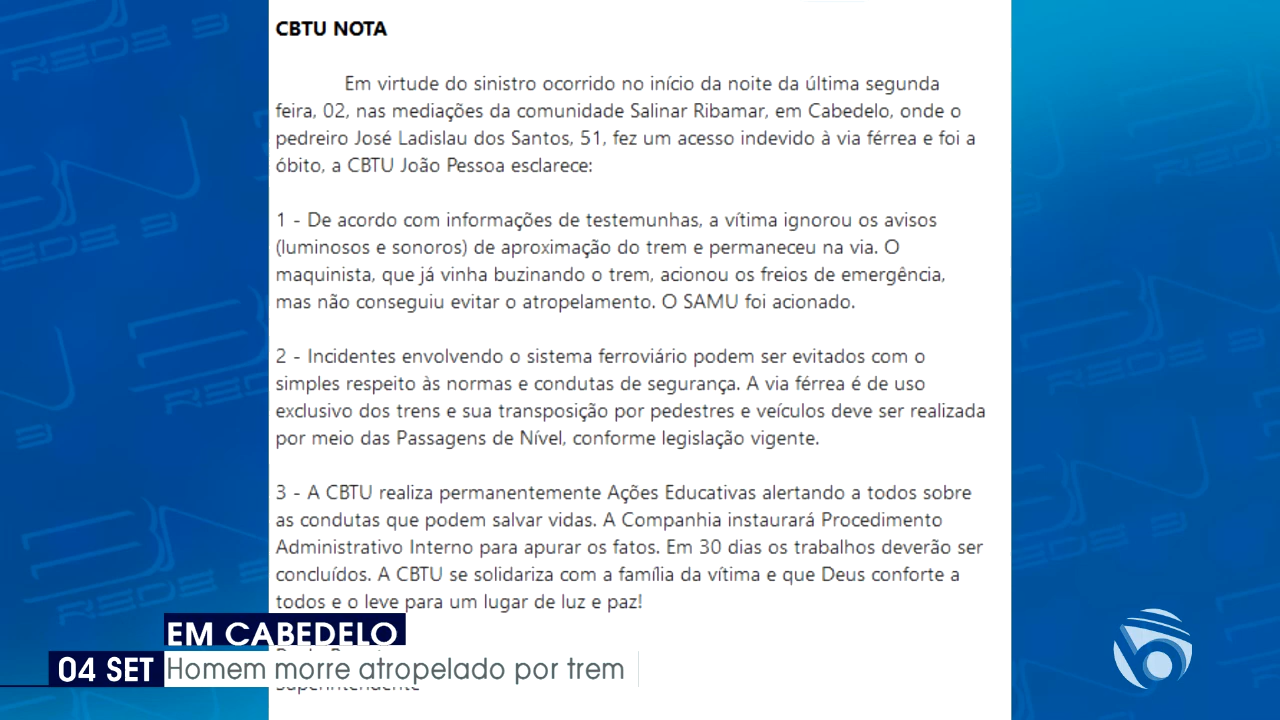 CBTU NOTA
Em virtude do sinistro ocorrido no início da noite da última segunda
feira, 02, nas mediações da comunidade Salinar Ribamar, em Cabedelo, onde o
pedreiro José Ladislau dos Santos, 51, fez um acesso indevido à via férrea e foi a
óbito, a CBTU João Pessoa esclarece:
1 - De acordo com informações de testemunhas, a vítima ignorou os avisos
(luminosos e sonoros) de aproximação do trem e permaneceu na via. O
maquinista, que já vinha buzinando o trem, acionou os freios de emergência,
mas não conseguiu evitar o atropelamento. O SAMU foi acionado.
2 - Incidentes envolvendo o sistema ferroviário podem ser evitados com o
simples respeito às normas e condutas de segurança. A via férrea é de uso
exclusivo dos trens e sua transposição por pedestres e veículos deve ser realizada
por meio das Passagens de Nível, conforme legislação vigente.
3 - A CBTU realiza permanentemente Ações Educativas alertando a todos sobre
as condutas que podem salvar vidas. A Companhia instaurará Procedimento
Administrativo Interno para apurar os fatos. Em 30 dias os trabalhos deverão ser
concluídos. A CBTU se solidariza com a família da vítima e que Deus conforte a
todos e o leve para um lugar de luz e paz!
EM CABEDELO
04 SET Homem morre atropelado por trem
Superintendente
REDE 3